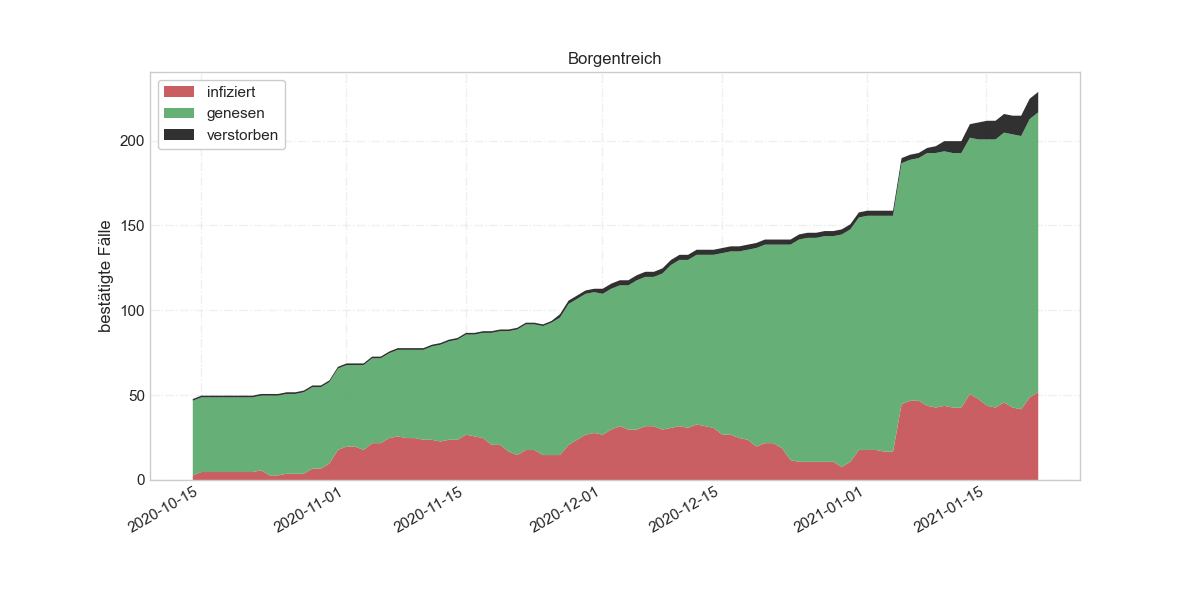 Borgentreich
infiziert
genesen
verstorben
bestätigte Fälle
200
150
100
50
0
2020-10-15
2020-11-01
2020-11-15
2020-12-01
2020-12-15
2021-01-01
2021-01-15